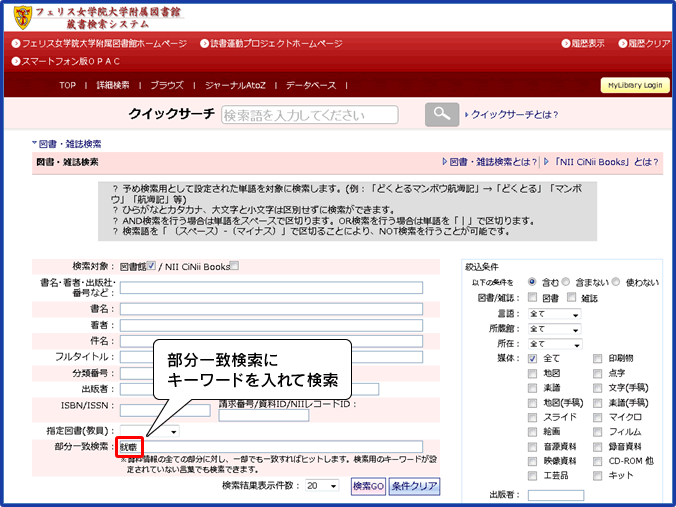 フェリス女学院大学附属図書館
蔵書検索システム
フェリス女学院大学附属図書館ホームページ 読書運動プロジェクトホームページ 履歴表示 履歴クリア
スマートフォン版OPAC
TOP | 詳細検索 | ブラウズ | ジャーナルAtoZ | データベース | MyLibrary Login
クイックサーチ 検索語を入力してください クイックサーチとは?
図書・雑誌検索
図書・雑誌検索 図書・雑誌検索とは? 「NII CiNii Books」とは?
? 予め検索用として設定された単語を対象に検索します。(例：「どくとるマンボウ航海記」→「どくとる」「マンボ
ウ」「航海記」等)
? ひらがなとカタカナ、大文字と小文字は区別せずに検索ができます。
? AND検索を行う場合は単語をスペースで区切ります。OR検索を行う場合は単語を「 | 」で区切ります。
? 検索語を「 (スペース) - (マイナス) 」で区切ることにより、NOT検索を行うことが可能です。
検索対象： 図書館 / NII CiNii Books
書名・著者・出版社・
番号など：
書名：
著者：
件名：
フルタイトル：
分類番号：
出版者：
ISBN/ISSN： 請求番号/資料ID/NIIレコードID：
指定図書(教員)：
部分一致検索： 就職
部分一致検索に
キーワードを入れて検索
※資料情報の全ての部分に対し、一部でも一致すればヒットします。検索用のキーワードが設
定されていない言葉でも検索できます。
検索結果表示件数： 20 検索GO 条件クリア
絞込条件
以下の条件を 含む 含まない 使わない
図書/雑誌： 図書 雑誌
言語： 全て
所蔵館： 全て
所在： 全て
媒体： 全て 印刷物
地図 点字
楽譜 文字(手稿)
地図(手稿) 楽譜(手稿)
スライド マイクロ
絵画 フィルム
音源資料 録音資料
映像資料 CD-ROM 他
工芸品 キット
出版者：